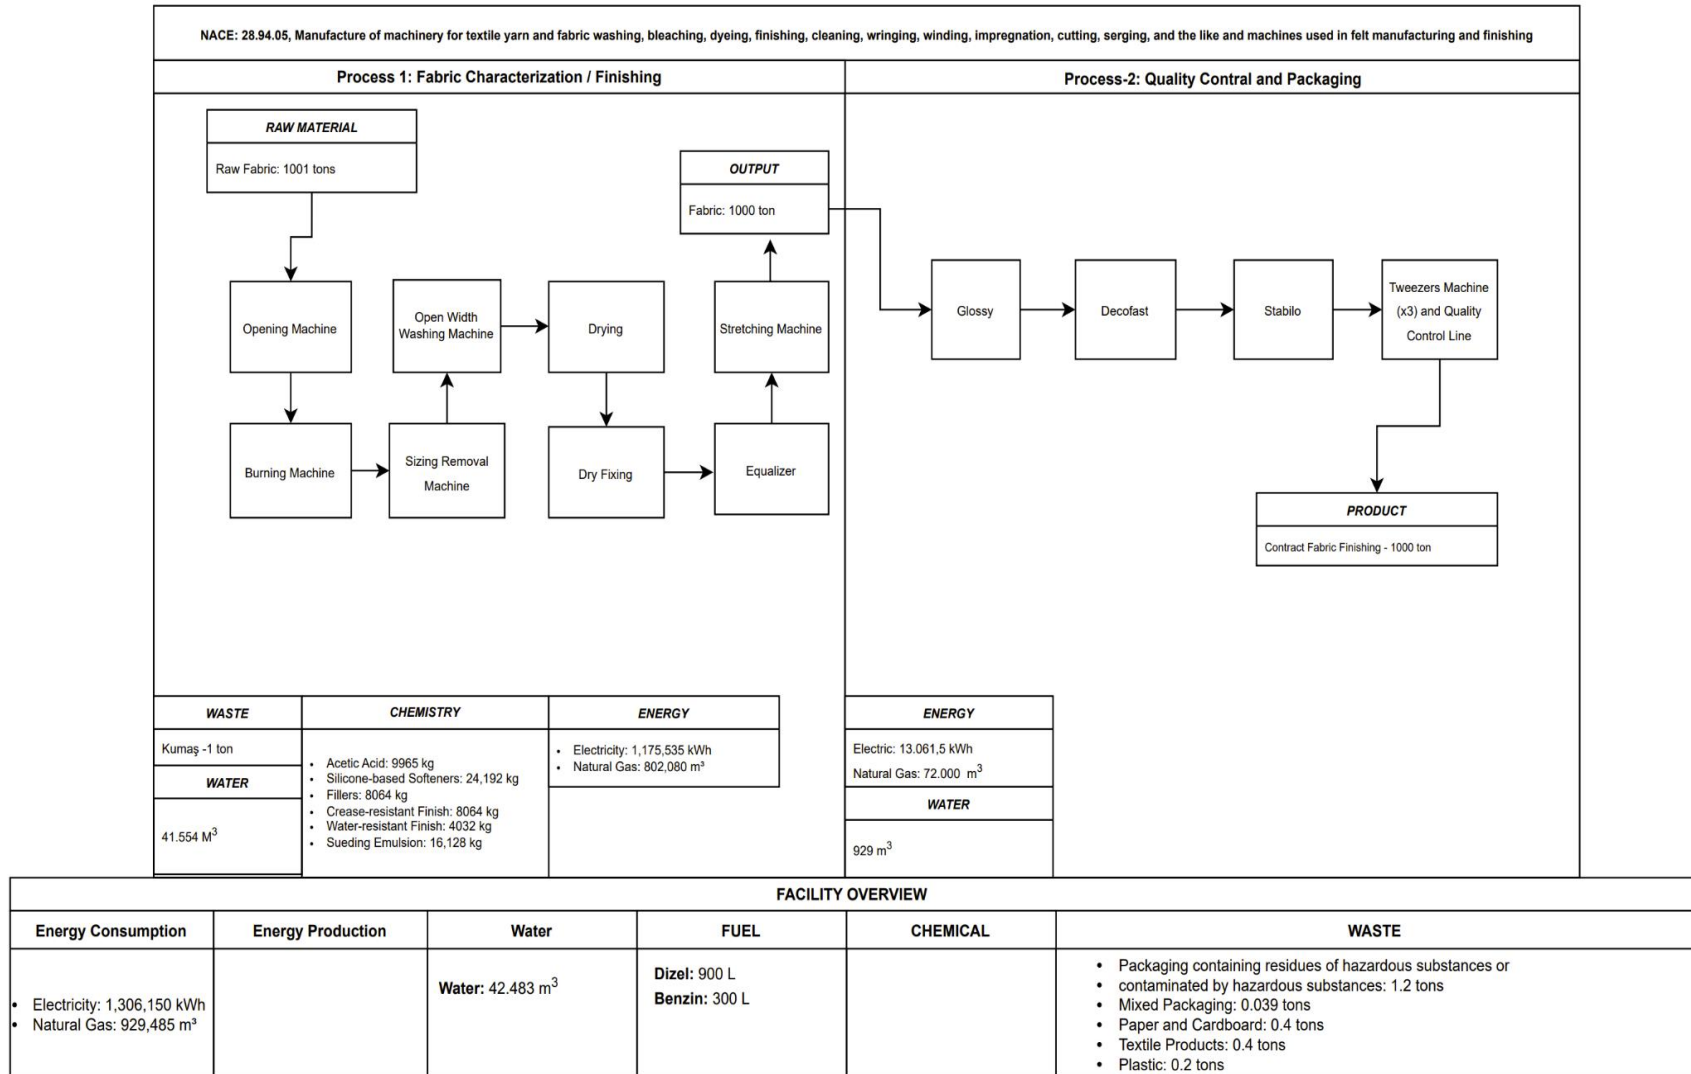 NACE: 28.94.05, Manufacture of machinery for textile yarn and fabric washing, bleaching, dyeing, finishing, cleaning, wringing, winding, impregnation, cutting, serging, and the like and machines used in felt manufacturing and finishing
Process 1: Fabric Characterization / Finishing
RAW MATERIAL
Raw Fabric: 1001 tons
OUTPUT
Fabric: 1000 ton
Opening Machine
Open Width
Washing Machine
Drying
Stretching Machine
Burning Machine
Sizing Removal
Machine
Dry Fixing
Equalizer
WASTE
Kumaş -1 ton
WATER
41.554 M³
CHEMISTRY
• Acetic Acid: 9965 kg
• Silicone-based Softeners: 24,192 kg
• Fillers: 8064 kg
• Crease-resistant Finish: 8064 kg
• Water-resistant Finish: 4032 kg
• Sueding Emulsion: 16,128 kg
ENERGY
• Electricity: 1,175,535 kWh
• Natural Gas: 802,080 m³
Process-2: Quality Contral and Packaging
Glossy
Decofast
Stabilo
Tweezers Machine
(x3) and Quality
Control Line
PRODUCT
Contract Fabric Finishing - 1000 ton
ENERGY
Electric: 13.061,5 kWh
Natural Gas: 72.000 m³
WATER
929 m³
FACILITY OVERVIEW
Energy Consumption
• Electricity: 1,306,150 kWh
• Natural Gas: 929,485 m³
Energy Production
Water
Water: 42.483 m³
FUEL
Dizel: 900 L
Benzin: 300 L
CHEMICAL
WASTE
• Packaging containing residues of hazardous substances or
• contaminated by hazardous substances: 1.2 tons
• Mixed Packaging: 0.039 tons
• Paper and Cardboard: 0.4 tons
• Textile Products: 0.4 tons
• Plastic: 0.2 tons